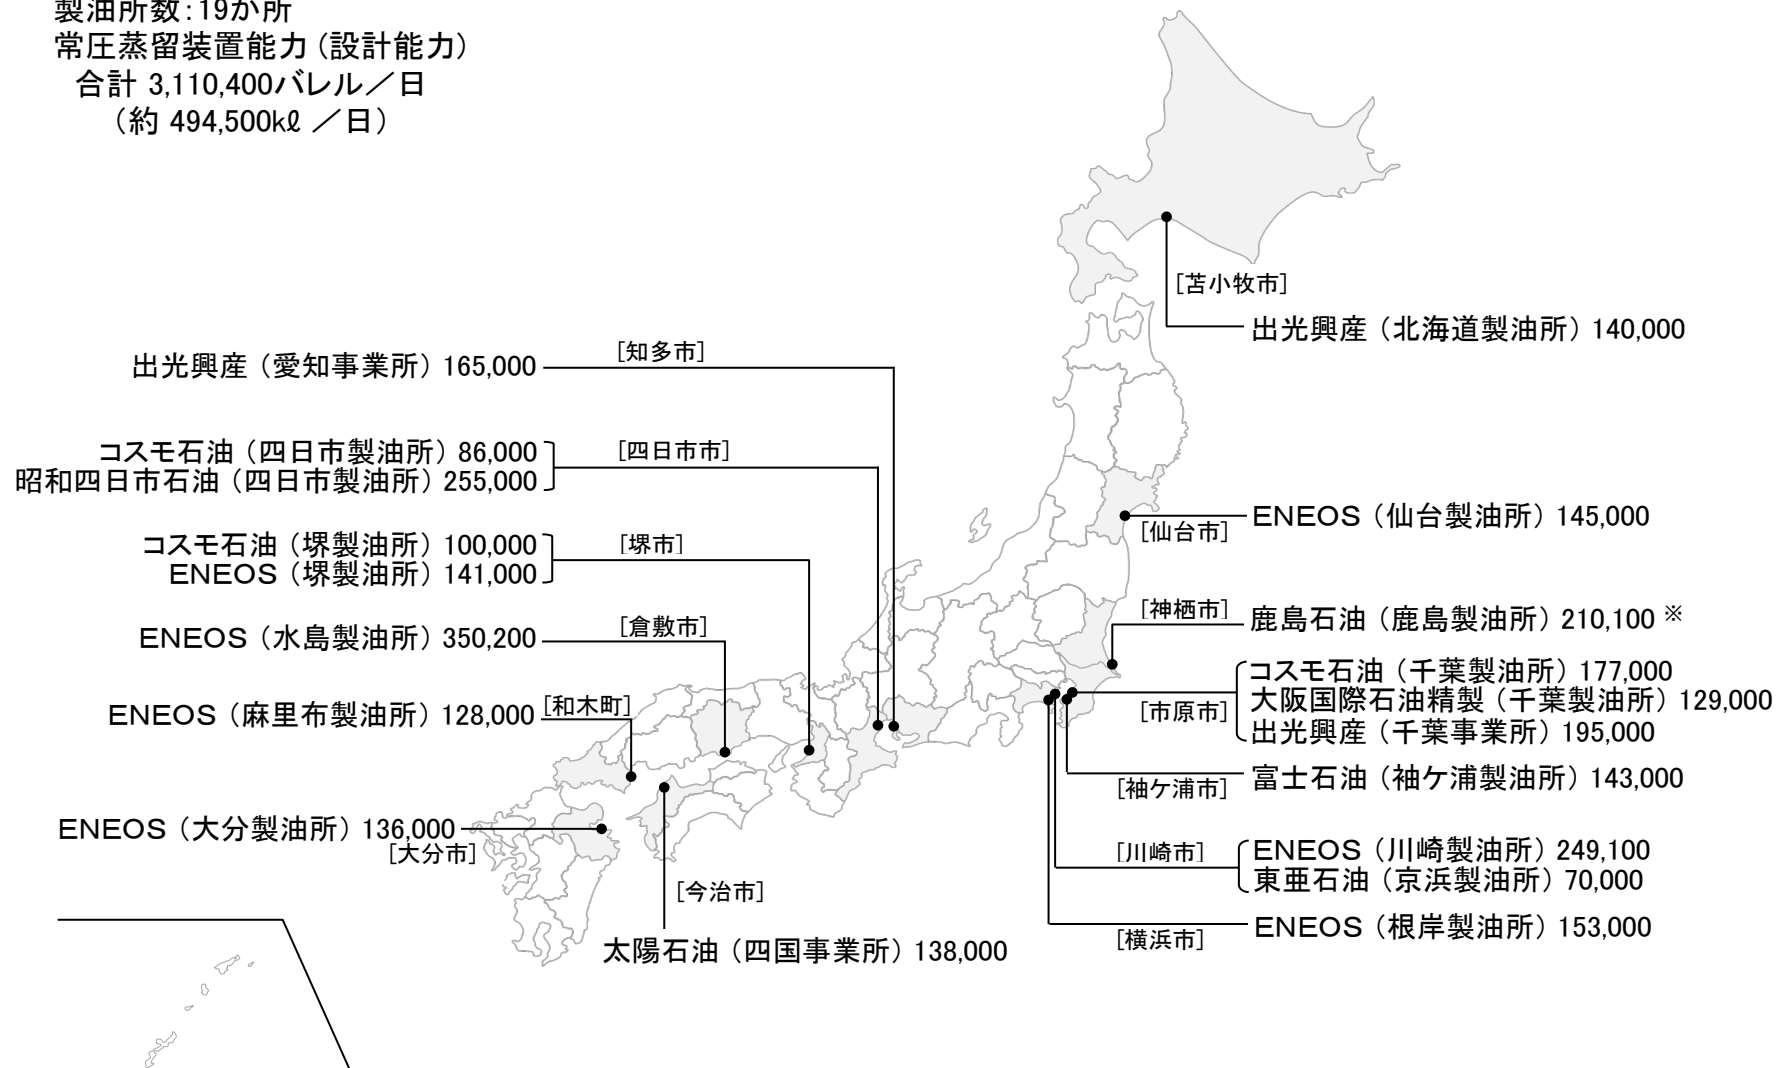 製油所数：19か所
常圧蒸留装置能力（設計能力）
合計 3,110,400バレル／日
（約 494,500kℓ ／日）
[苫小牧市]
出光興産（北海道製油所）140,000
出光興産（愛知事業所）165,000
[知多市]
コスモ石油（四日市製油所）86,000
昭和四日市石油（四日市製油所）255,000
[四日市市]
[仙台市]
ENEOS（仙台製油所）145,000
コスモ石油（堺製油所）100,000
ENEOS（堺製油所）141,000
[堺市]
[神栖市]
鹿島石油（鹿島製油所）210,100 ※
ENEOS（水島製油所）350,200
[倉敷市]
コスモ石油（千葉製油所）177,000
大阪国際石油精製（千葉製油所）129,000
出光興産（千葉事業所）195,000
[市原市]
ENEOS（麻里布製油所）128,000
[和木町]
[袖ケ浦市]
富士石油（袖ケ浦製油所）143,000
ENEOS（大分製油所）136,000
[大分市]
[川崎市]
ENEOS（川崎製油所）249,100
東亜石油（京浜製油所）70,000
[今治市]
太陽石油（四国事業所）138,000
[横浜市]
ENEOS（根岸製油所）153,000